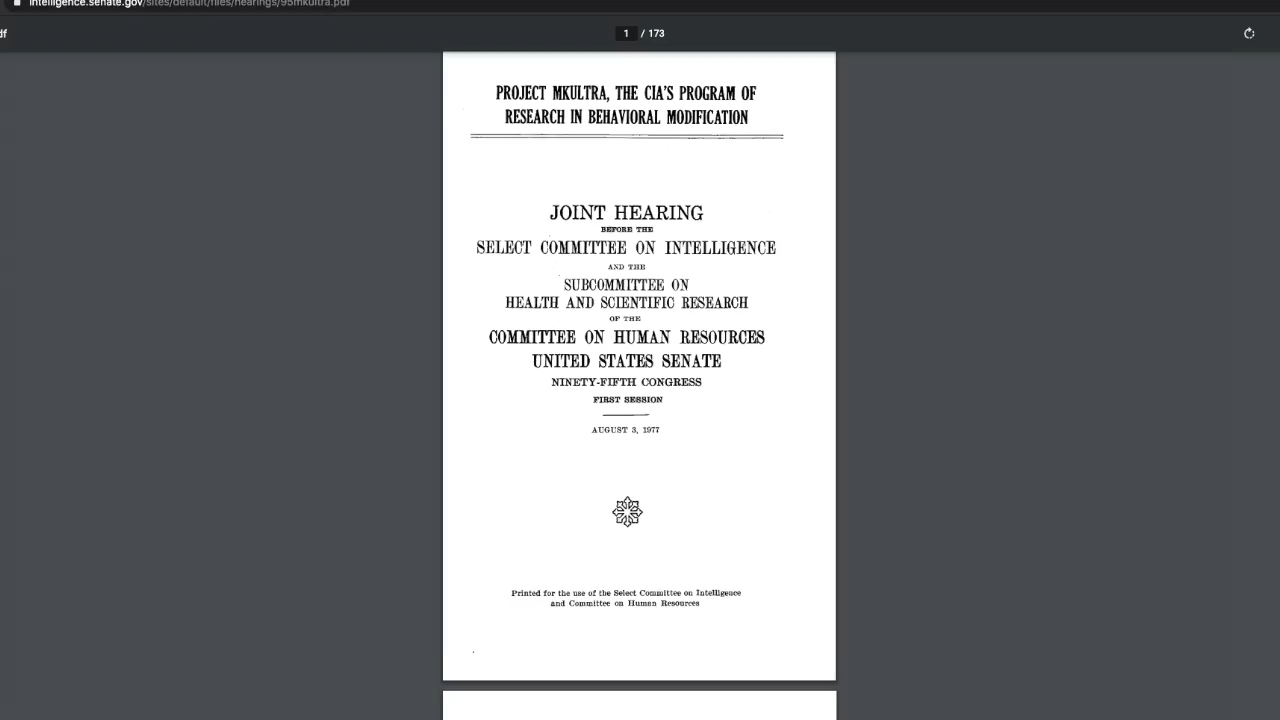 intelligence.senate.gov/sites/default/files/hearings/95mkultra.pdf
df
1 / 173
PROJECT MKULTRA, THE CIA'S PROGRAM OF
RESEARCH IN BEHAVIORAL MODIFICATION
JOINT HEARING
BEFORE THE
SELECT COMMITTEE ON INTELLIGENCE
AND THE
SUBCOMMITTEE ON
HEALTH AND SCIENTIFIC RESEARCH
OF THE
COMMITTEE ON HUMAN RESOURCES
UNITED STATES SENATE
NINETY-FIFTH CONGRESS
FIRST SESSION
AUGUST 3, 1977
Printed for the use of the Select Committee on Intelligence
and Committee on Human Resources